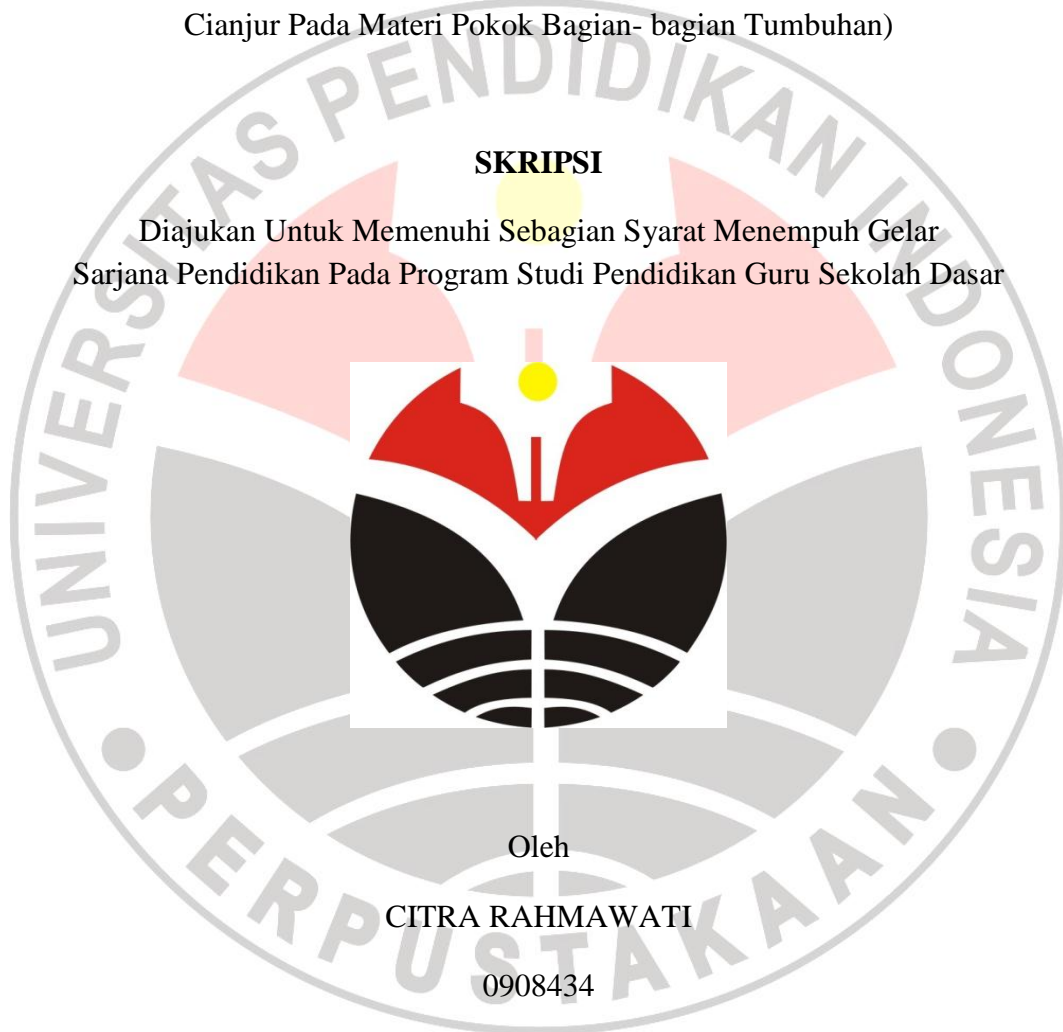 Cianjur Pada Materi Pokok Bagian- bagian Tumbuhan)
SKRIPSI
Diajukan Untuk Memenuhi Sebagian Syarat Menempuh Gelar
Sarjana Pendidikan Pada Program Studi Pendidikan Guru Sekolah Dasar
UNIVERSITAS PENDIDIKAN INDONESIA
Oleh
CITRA RAHMAWATI
0908434
PERPUSTAKAAN